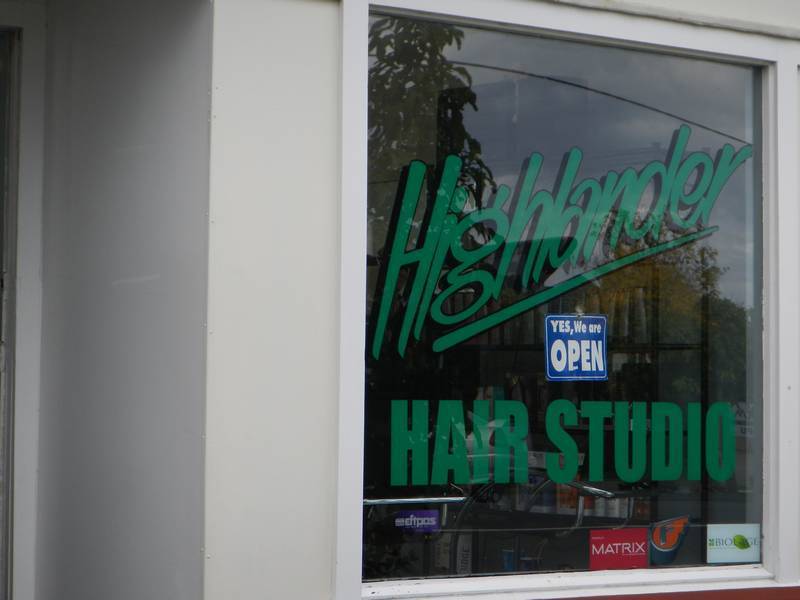 Highlander
YES, We are
OPEN
HAIR STUDIO
eftpos
MATRIX
BIOLAGE